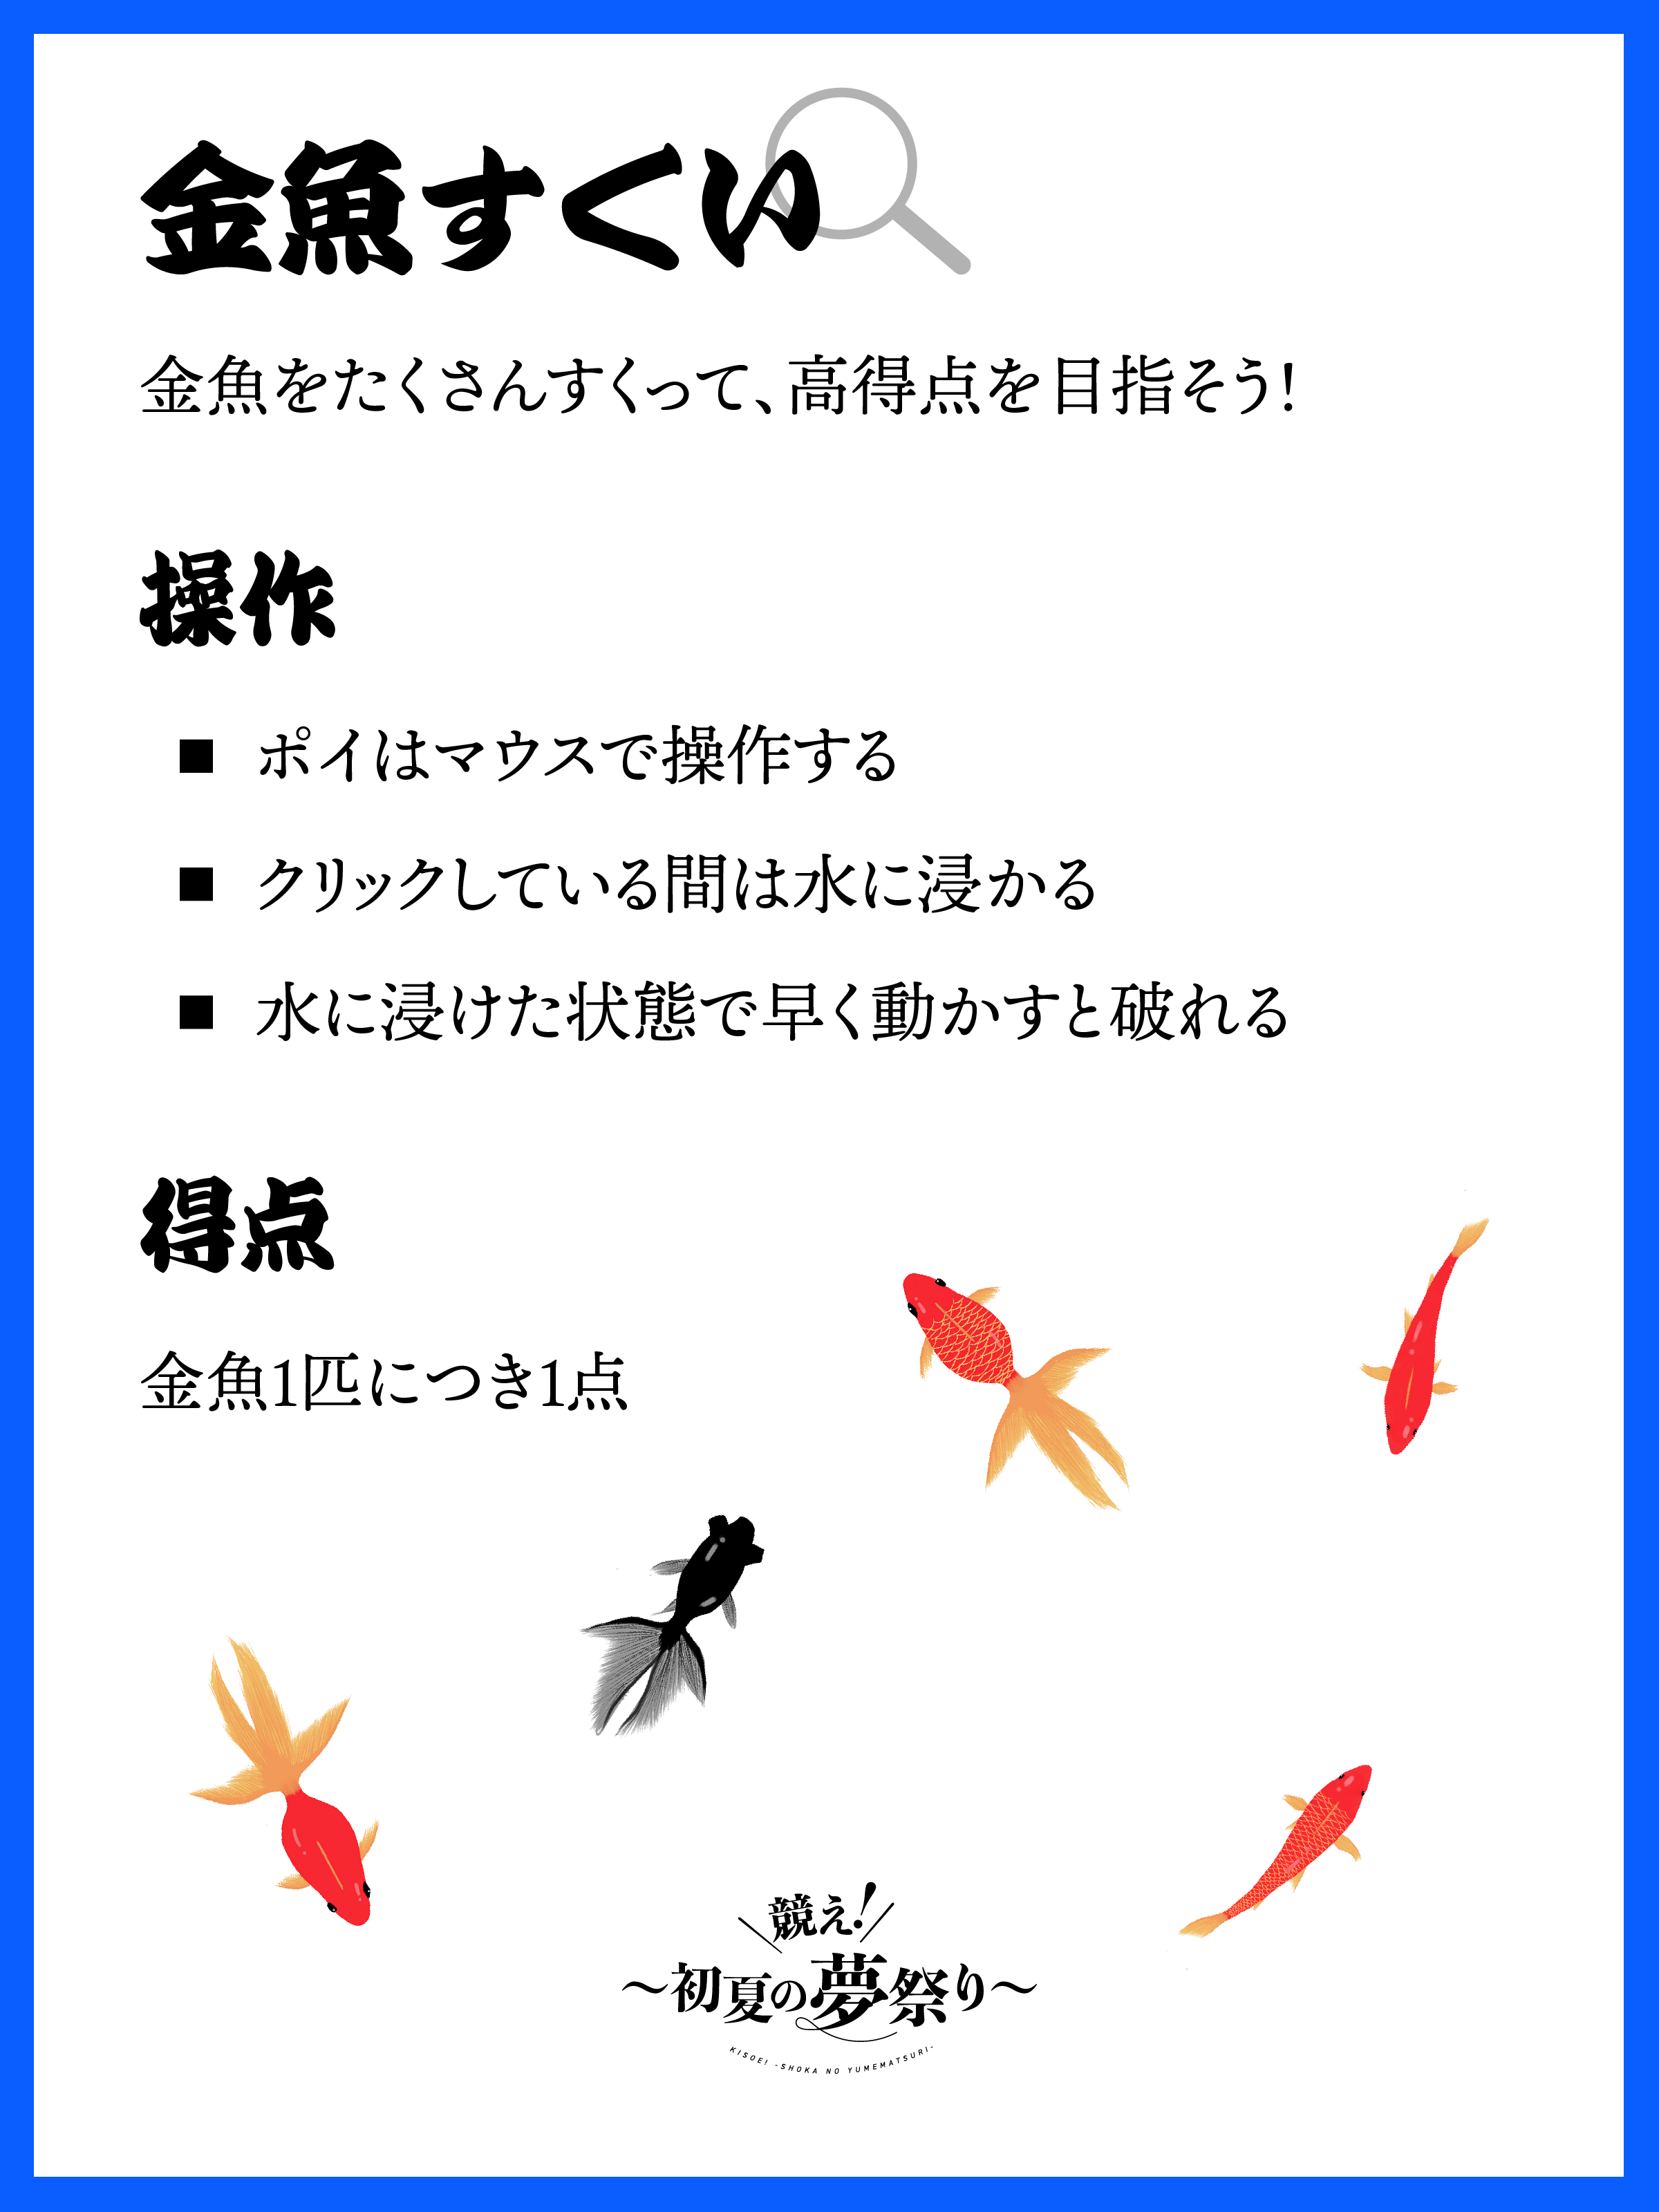 金魚すくい
金魚をたくさんすくって、高得点を目指そう!
操作
■ ポイはマウスで操作する
■ クリックしている間は水に浸かる
■ 水に浸けた状態で早く動かすと破れる
得点
金魚1匹につき1点
競え!
〜初夏の夢祭り〜
KISOE! -SHOKA NO YUMEMATSURI-